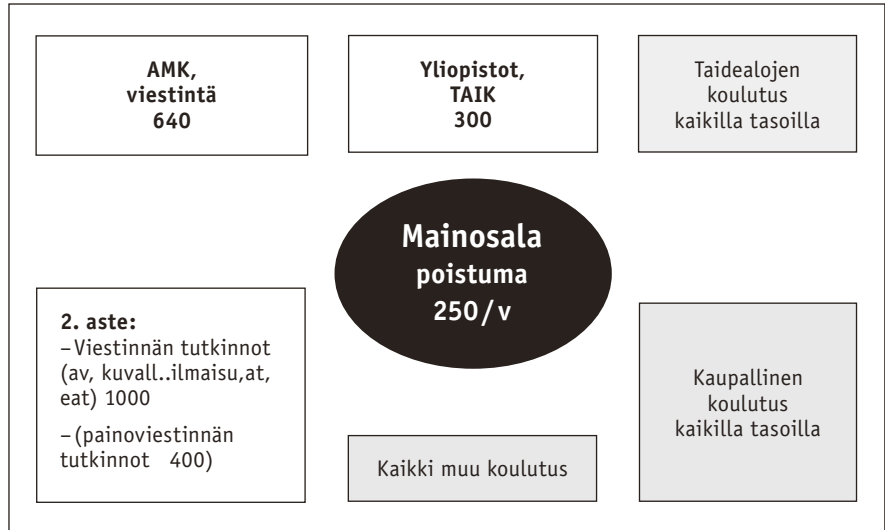 AMK,
viestintä
640
Yliopistot,
TAIK
300
Taidealojen
koulutus
kaikilla tasoilla
Mainosala
poistuma
250/v
2. aste:
–Viestinnän tutkinnot
(av, kuvall..ilmaisu,at,
eat) 1000
–(painoviestinnän
tutkinnot 400)
Kaikki muu koulutus
Kaupallinen
koulutus
kaikilla tasoilla